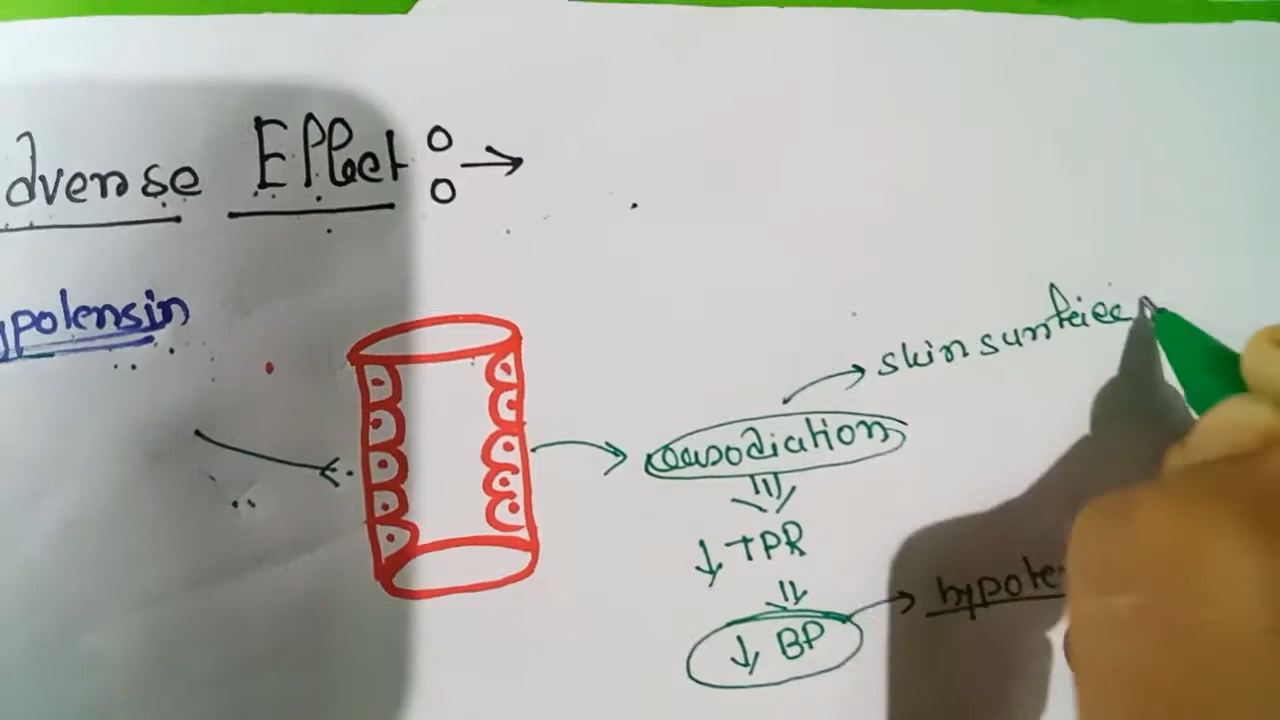 dverse Effect :→
ypotensin
skin surface
vasodiation
↓ TPR
↓ BP → hypote